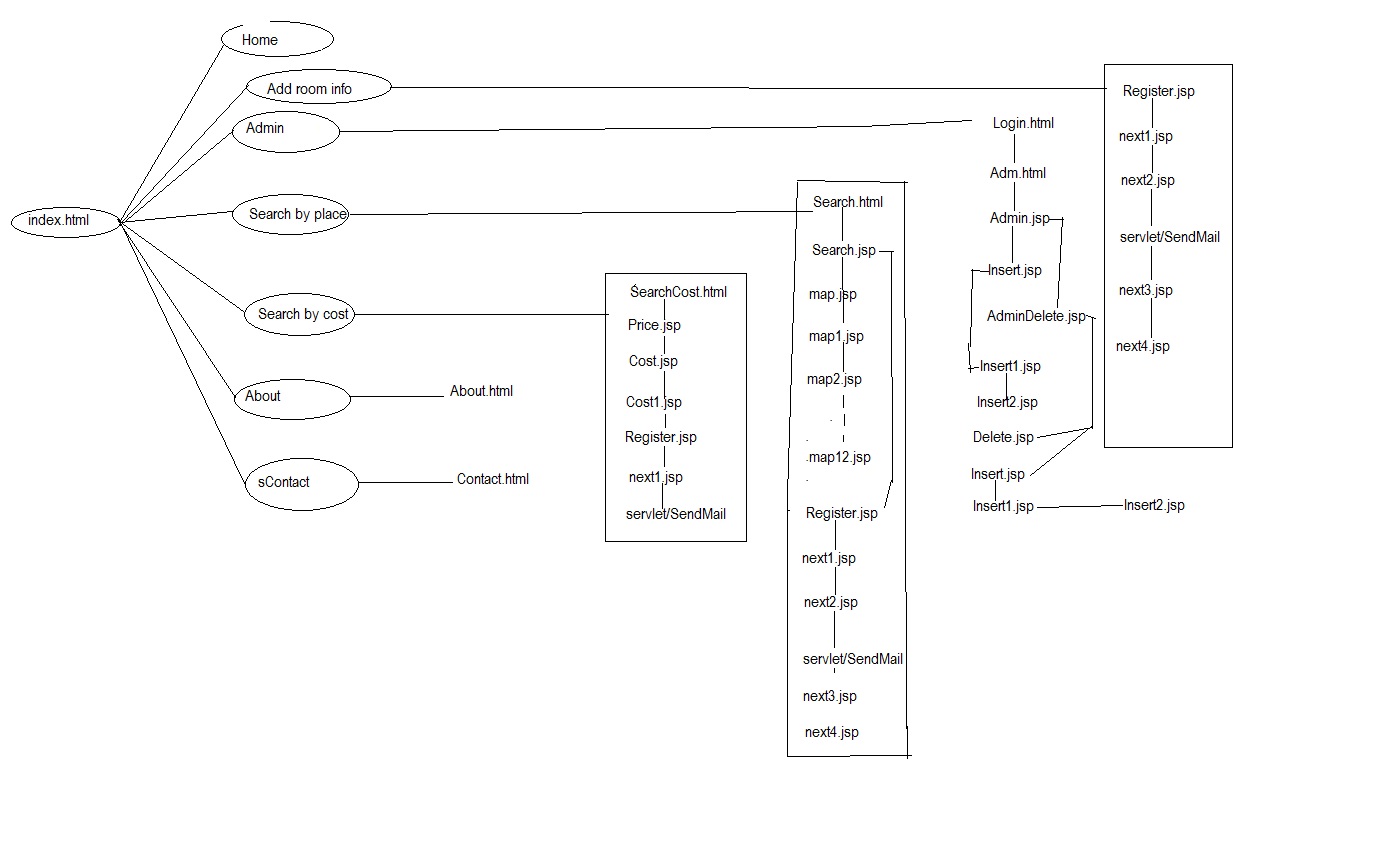 Home
Add room info
Admin
Search by place
index.html
Search by cost
About
sContact
About.html
Contact.html
SearchCost.html
Price.jsp
Cost.jsp
Cost1.jsp
Register.jsp
next1.jsp
servlet/SendMail
Search.html
Search.jsp
map.jsp
map1.jsp
map2.jsp
.map12.jsp
Register.jsp
next1.jsp
next2.jsp
servlet/SendMail
next3.jsp
next4.jsp
Login.html
Adm.html
Admin.jsp
Insert.jsp
AdminDelete.jsp
Insert1.jsp
Insert2.jsp
Delete.jsp
Insert.jsp
Insert1.jsp
Insert2.jsp
Register.jsp
next1.jsp
next2.jsp
servlet/SendMail
next3.jsp
next4.jsp